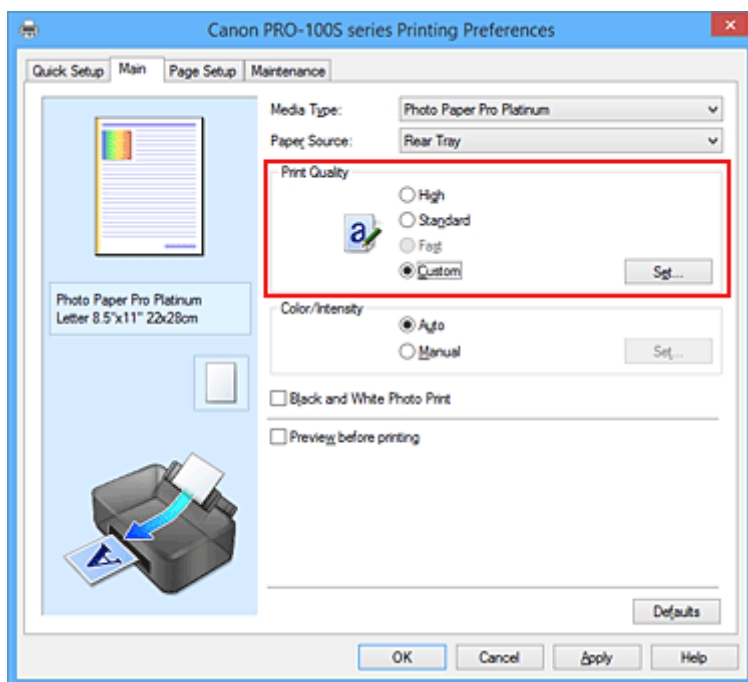 Canon PRO-100S series Printing Preferences
Quick Setup Main Page Setup Maintenance
Media Type: Photo Paper Pro Platinum
Paper Source: Rear Tray
Print Quality
High
Standard
Fast
Custom Set...
Photo Paper Pro Platinum
Letter 8.5"x11" 22x28cm
Color/Intensity
Auto
Manual Set...
Black and White Photo Print
Preview before printing
Defaults
OK Cancel Apply Help